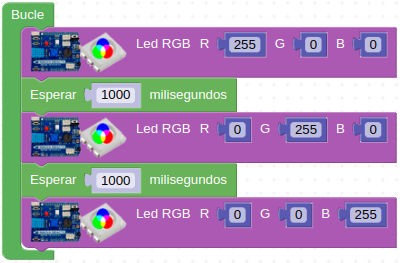 Bucle
Led RGB R 255 G 0 B 0
Esperar 1000 milisegundos
Led RGB R 0 G 255 B 0
Esperar 1000 milisegundos
Led RGB R 0 G 0 B 255